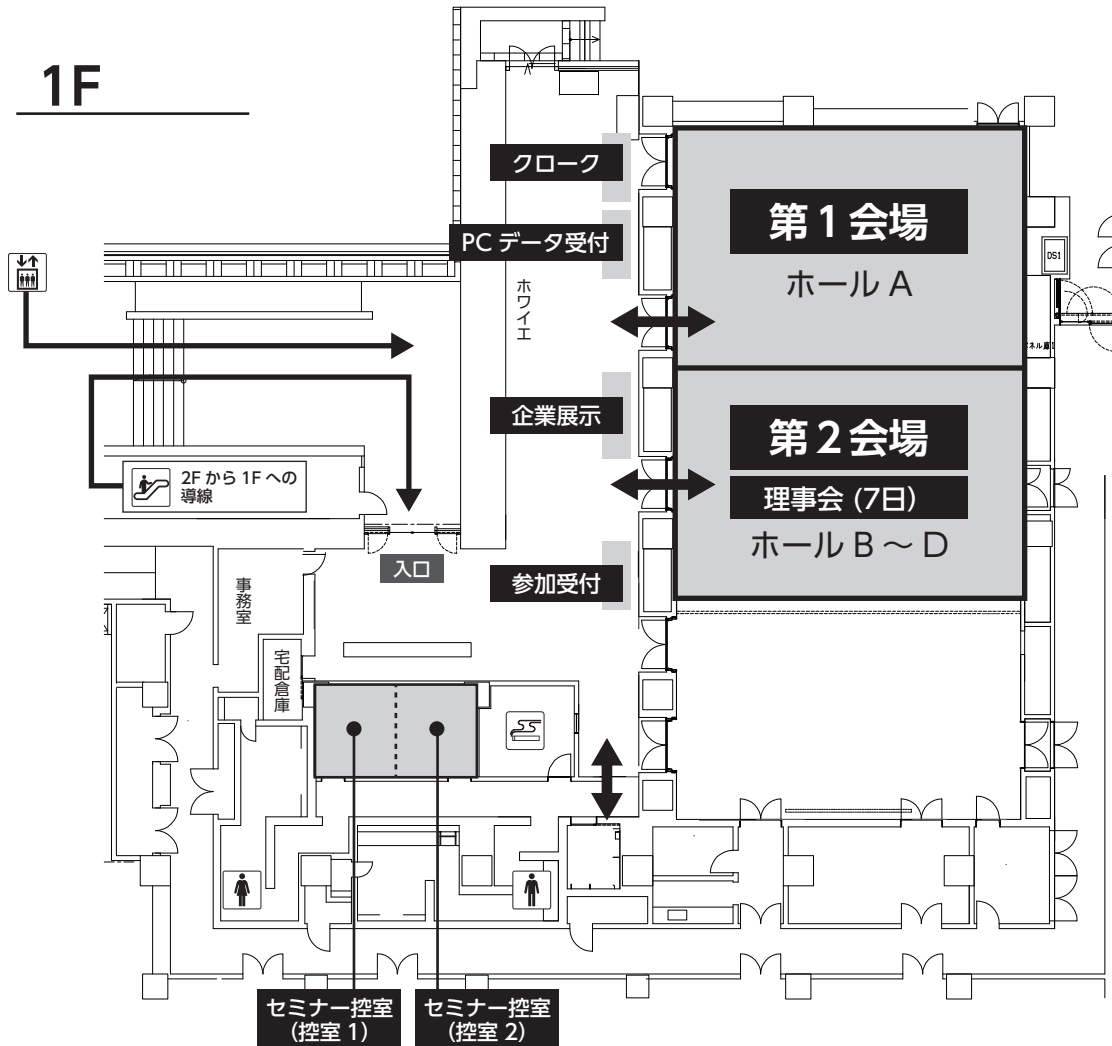 1F
クローク
第1会場
ホール A
PC データ受付
DS1
ホワイエ
ネル庫1
企業展示
第2会場
理事会 (7日)
ホール B ～ D
2F から 1F への
導線
入口
参加受付
事務室
宅配倉庫
セミナー控室
(控室 1)
セミナー控室
(控室 2)